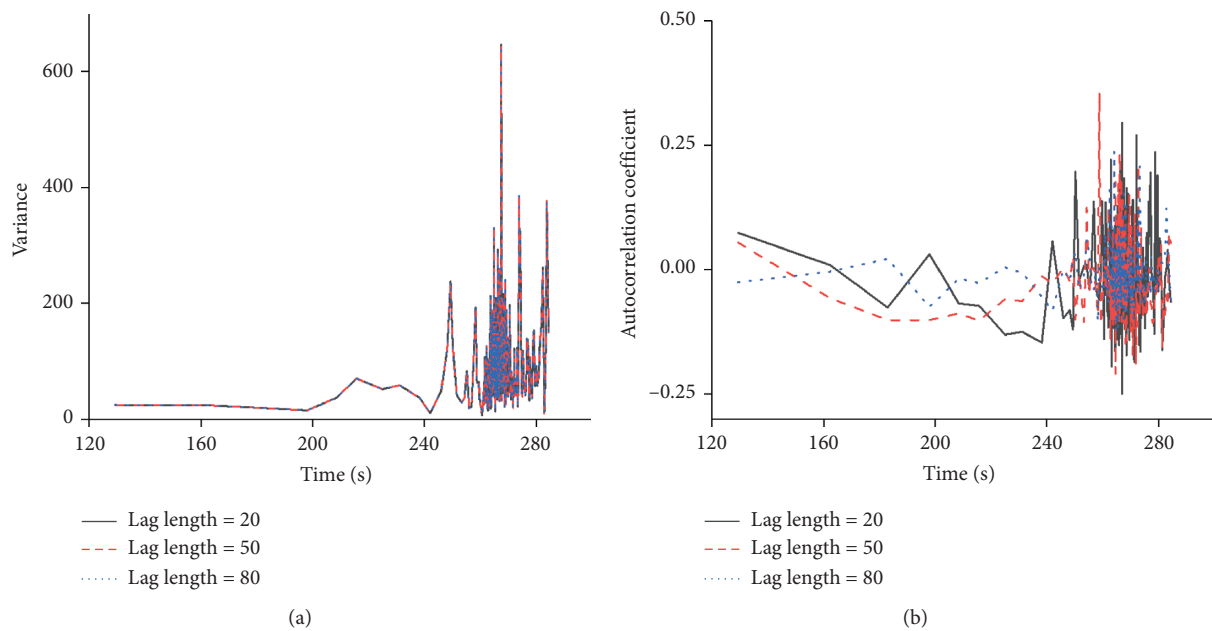 600
400
200
0
Variance
120
160
200
240
280
Time (s)
Lag length = 20
Lag length = 50
Lag length = 80
(a)
0.50
0.25
0.00
−0.25
Autocorrelation coefficient
120
160
200
240
280
Time (s)
Lag length = 20
Lag length = 50
Lag length = 80
(b)